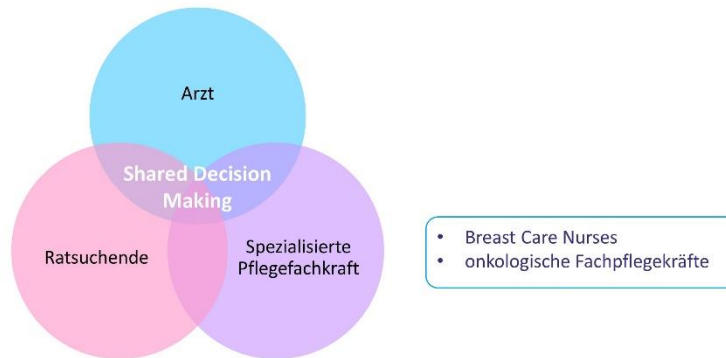 Arzt
Shared Decision
Making
Ratsuchende
Spezialisierte
Pflegefachkraft
• Breast Care Nurses
• onkologische Fachpflegekräfte